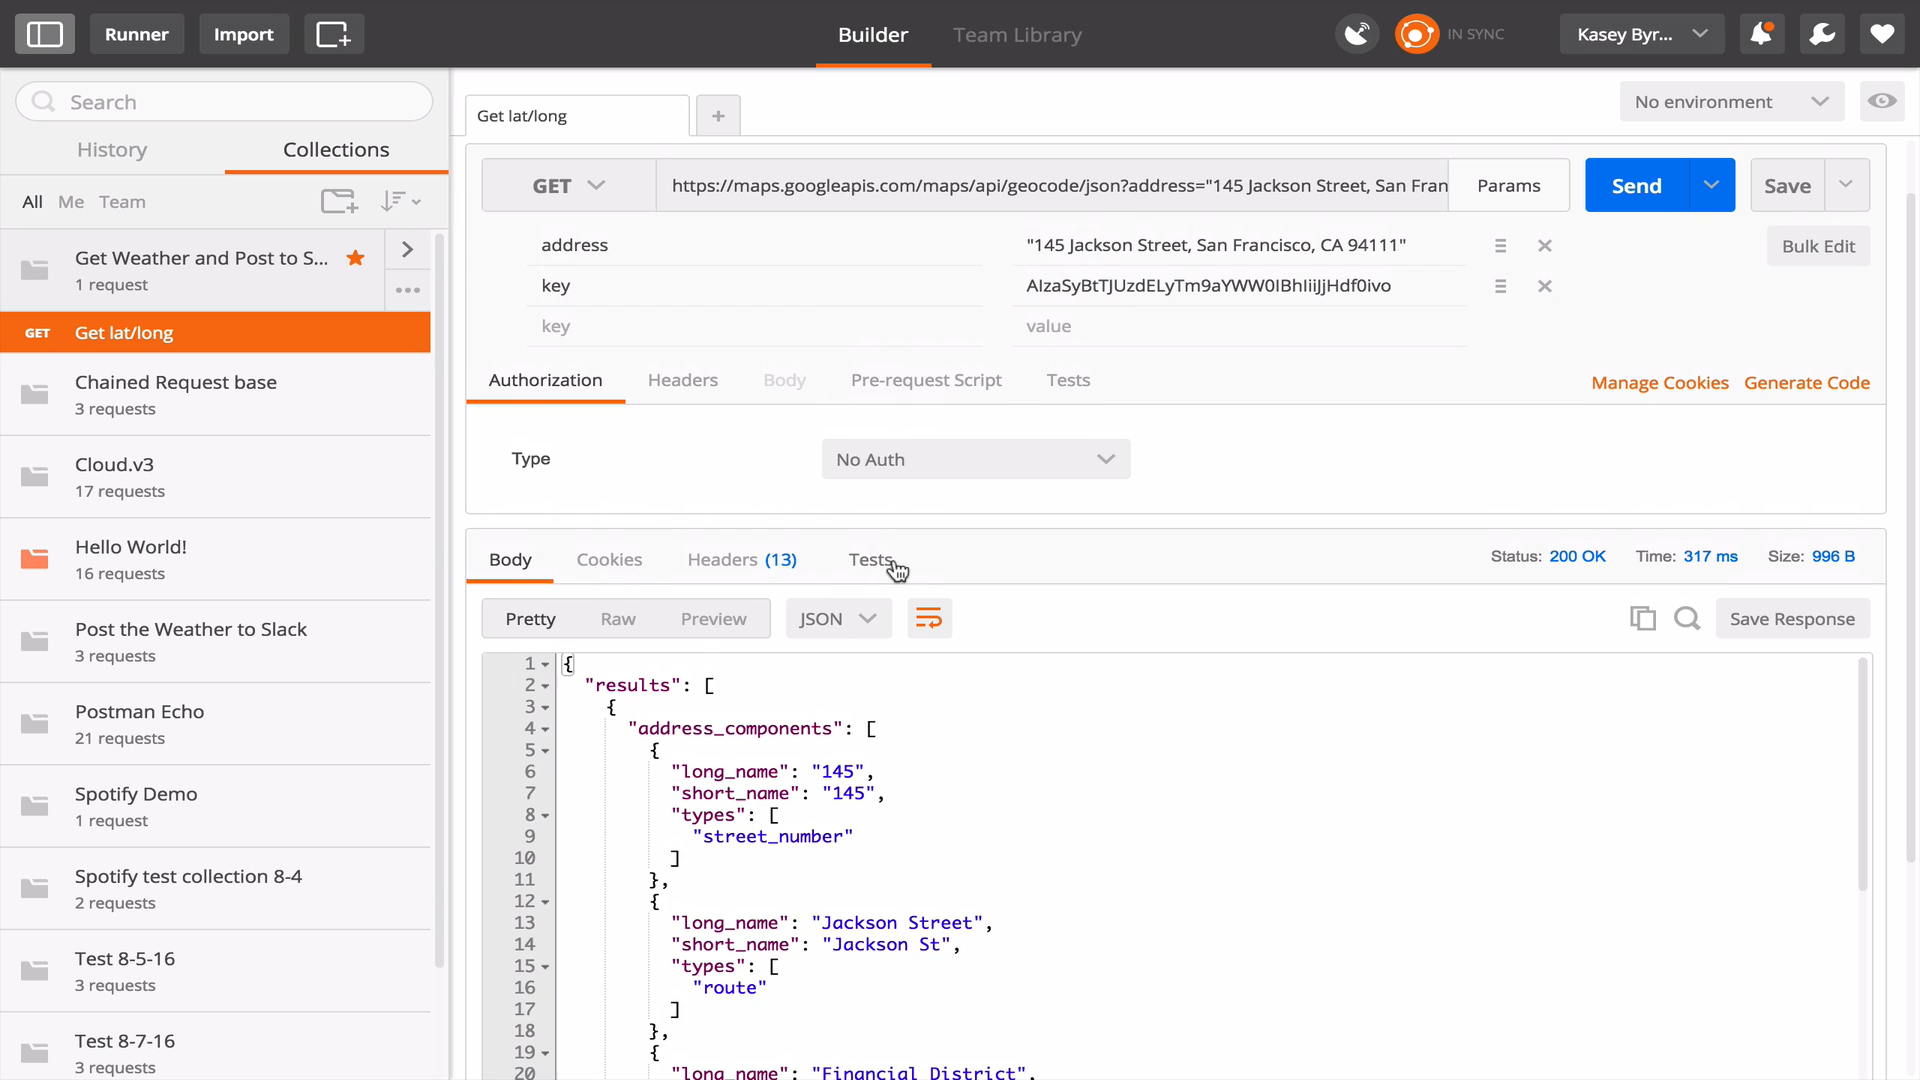 Runner
Import
Builder
Team Library
IN SYNC
Kasey Byr...
Search
History
Collections
All Me Team
Get Weather and Post to S...
1 request
GET Get lat/long
Chained Request base
3 requests
Cloud.v3
17 requests
Hello World!
16 requests
Post the Weather to Slack
3 requests
Postman Echo
21 requests
Spotify Demo
1 request
Spotify test collection 8-4
2 requests
Test 8-5-16
3 requests
Test 8-7-16
3 requests
Get lat/long
+
No environment
GET
https://maps.googleapis.com/maps/api/geocode/json?address="145 Jackson Street, San Fran
Params
Send
Save
address "145 Jackson Street, San Francisco, CA 94111"
Bulk Edit
key
key value
Authorization Headers Body Pre-request Script Tests
Manage Cookies Generate Code
Type No Auth
Body Cookies Headers (13) Tests
Status: 200 OK Time: 317 ms Size: 996 B
Pretty Raw Preview JSON
Save Response
1 {
2 "results": [
3 {
4 "address_components": [
5 {
6 "long_name": "145",
7 "short_name": "145",
8 "types": [
9 "street_number"
10 ]
11 },
12 {
13 "long_name": "Jackson Street",
14 "short_name": "Jackson St",
15 "types": [
16 "route"
17 ]
18 },
19 {
20 "long_name": "Financial District",